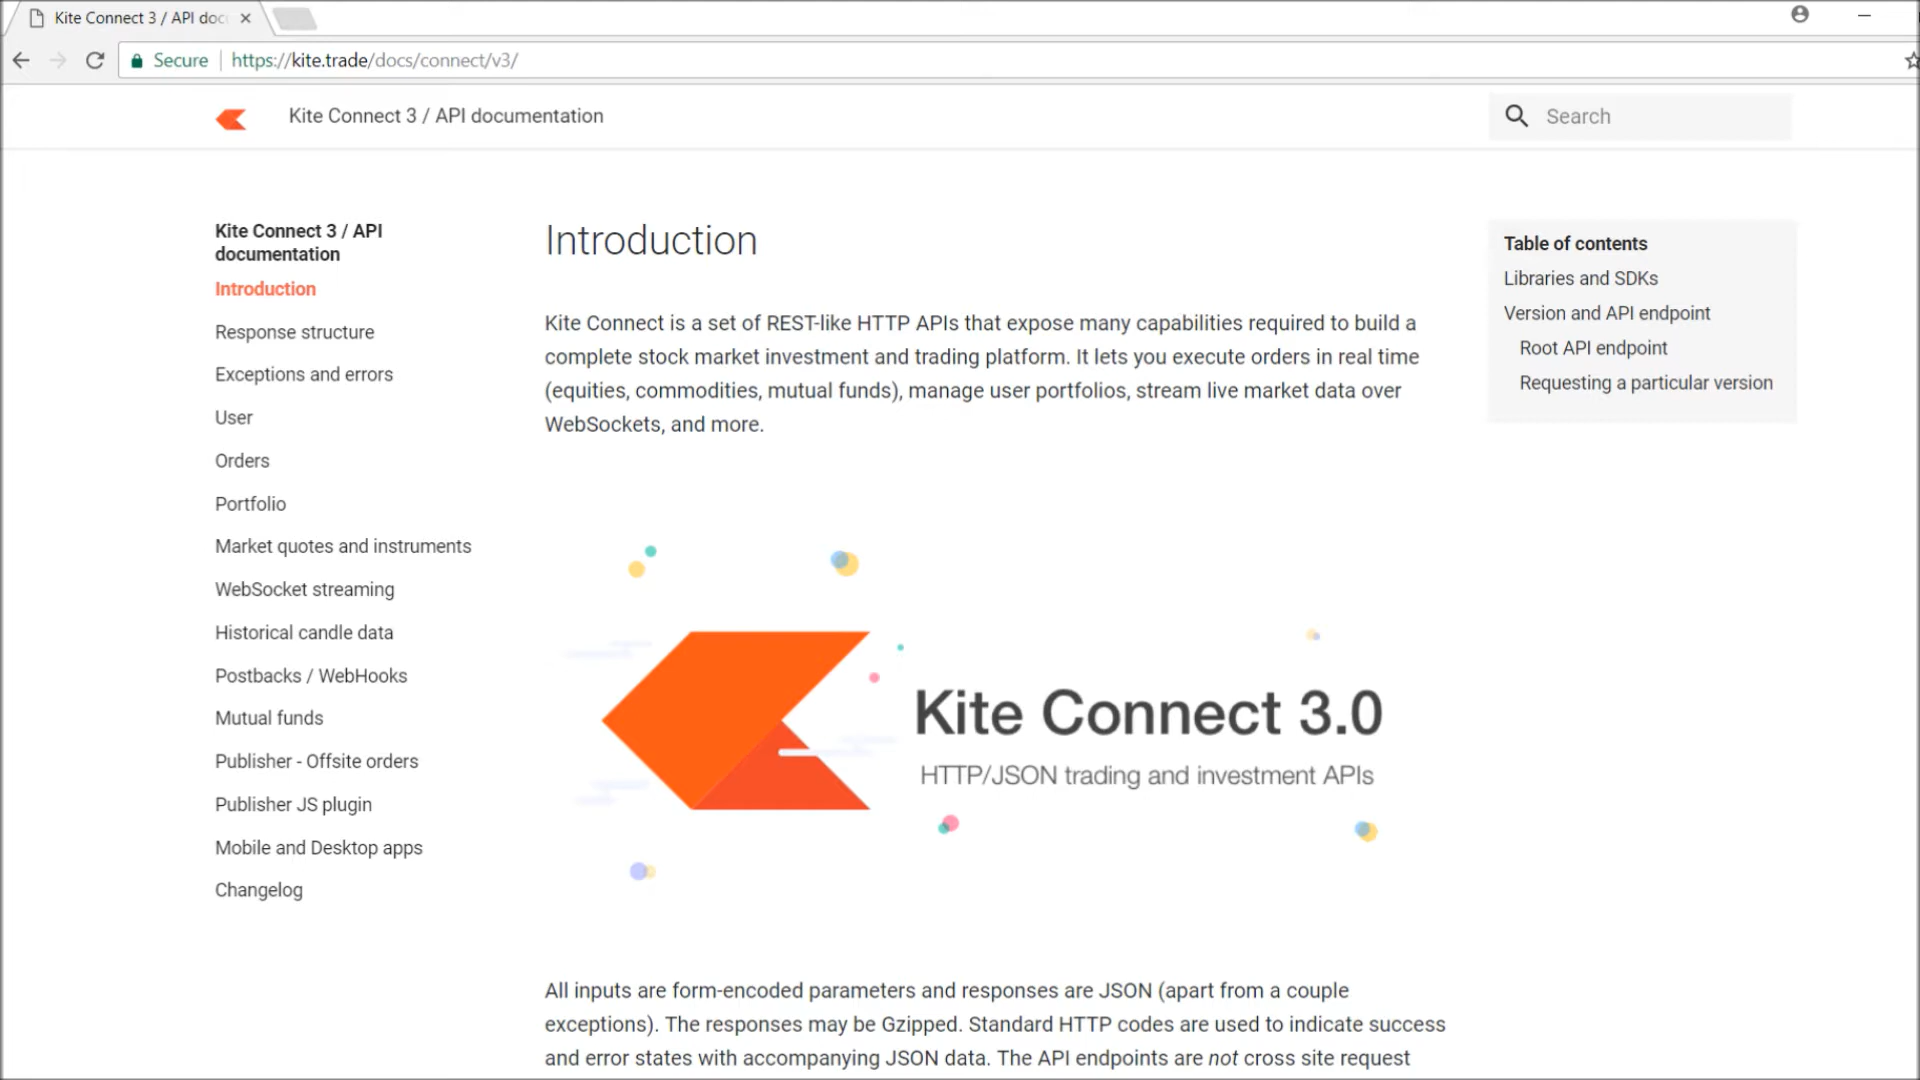 Kite Connect 3 / API doc
Secure
https://kite.trade/docs/connect/v3/
Kite Connect 3 / API documentation
Search
Kite Connect 3 / API
documentation
Introduction
Response structure
Exceptions and errors
User
Orders
Portfolio
Market quotes and instruments
WebSocket streaming
Historical candle data
Postbacks / WebHooks
Mutual funds
Publisher - Offsite orders
Publisher JS plugin
Mobile and Desktop apps
Changelog
Introduction
Kite Connect is a set of REST-like HTTP APIs that expose many capabilities required to build a
complete stock market investment and trading platform. It lets you execute orders in real time
(equities, commodities, mutual funds), manage user portfolios, stream live market data over
WebSockets, and more.
Kite Connect 3.0
HTTP/JSON trading and investment APIs
All inputs are form-encoded parameters and responses are JSON (apart from a couple
exceptions). The responses may be Gzipped. Standard HTTP codes are used to indicate success
and error states with accompanying JSON data. The API endpoints are not cross site request
Table of contents
Libraries and SDKs
Version and API endpoint
Root API endpoint
Requesting a particular version